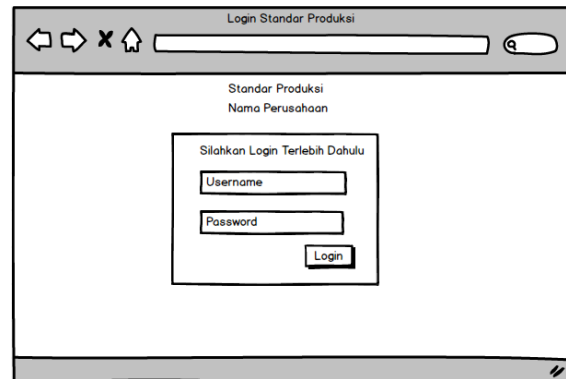 Login Standar Produksi
Standar Produksi
Nama Perusahaan
Silahkan Login Terlebih Dahulu
Username
Password
Login